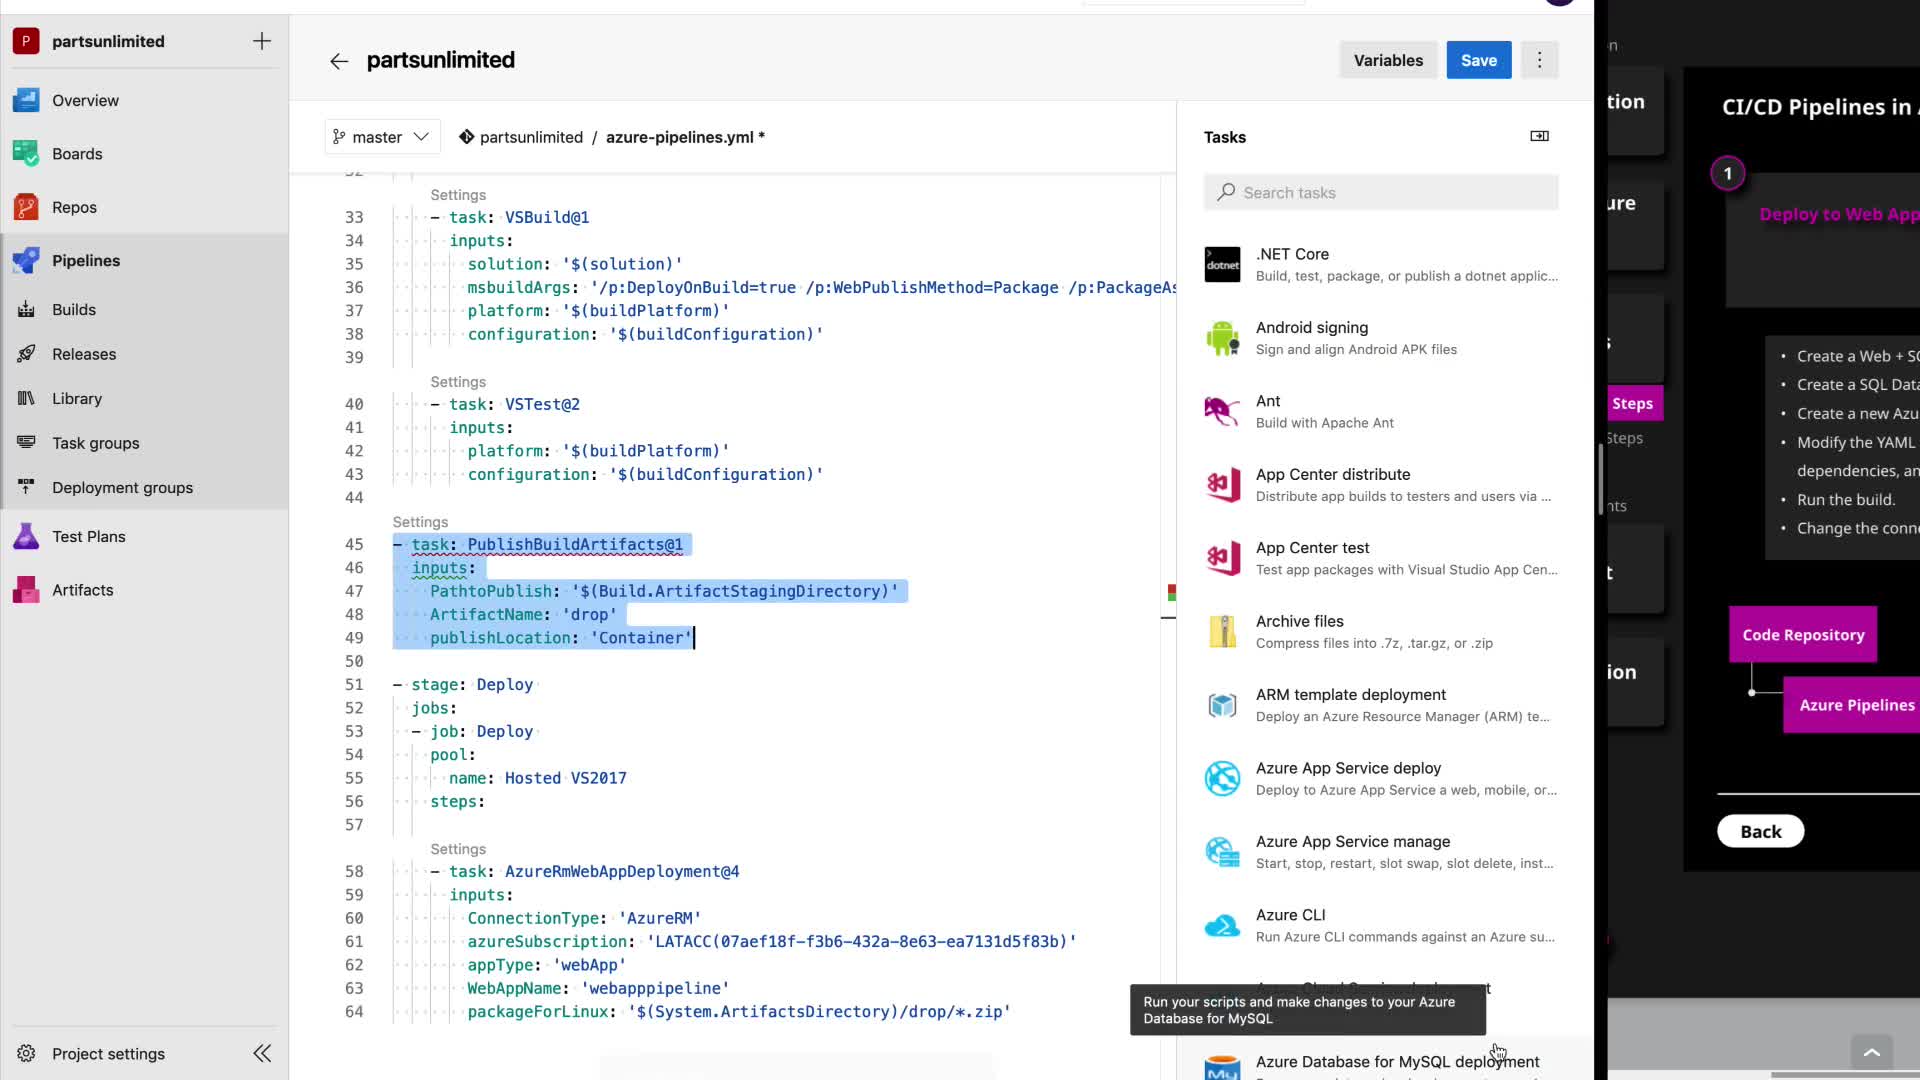 P partsunlimited
Overview
Boards
Repos
Pipelines
Builds
Releases
Library
Task groups
Deployment groups
Test Plans
Artifacts
Project settings
partsunlimited
Variables
Save
master
partsunlimited / azure-pipelines.yml *
Settings
33 - task: VSBuild@1
34 inputs:
35 solution: '$(solution)'
36 msbuildArgs: '/p:DeployOnBuild=true /p:WebPublishMethod=Package /p:PackageAs
37 platform: '$(buildPlatform)'
38 configuration: '$(buildConfiguration)'
39
Settings
40 - task: VSTest@2
41 inputs:
42 platform: '$(buildPlatform)'
43 configuration: '$(buildConfiguration)'
44
Settings
45 - task: PublishBuildArtifacts@1
46 inputs:
47 PathtoPublish: '$(Build.ArtifactStagingDirectory)'
48 ArtifactName: 'drop'
49 publishLocation: 'Container'
50
51 - stage: Deploy
52 jobs:
53 - job: Deploy
54 pool:
55 name: Hosted VS2017
56 steps:
57
Settings
58 - task: AzureRmWebAppDeployment@4
59 inputs:
60 ConnectionType: 'AzureRM'
61 azureSubscription: 'LATACC(07aef18f-f3b6-432a-8e63-ea7131d5f83b)'
62 appType: 'webApp'
63 WebAppName: 'webapppipeline'
64 packageForLinux: '$(System.ArtifactsDirectory)/drop/*.zip'
Tasks
Search tasks
dotnet
.NET Core
Build, test, package, or publish a dotnet applic...
Android signing
Sign and align Android APK files
Ant
Build with Apache Ant
App Center distribute
Distribute app builds to testers and users via ...
App Center test
Test app packages with Visual Studio App Cen...
Archive files
Compress files into .7z, .tar.gz, or .zip
ARM template deployment
Deploy an Azure Resource Manager (ARM) te...
Azure App Service deploy
Deploy to Azure App Service a web, mobile, or...
Azure App Service manage
Start, stop, restart, slot swap, slot delete, inst...
Azure CLI
Run Azure CLI commands against an Azure su...
Run your scripts and make changes to your Azure
Database for MySQL
My
Azure Database for MySQL deployment
n
tion
ure
s
Steps
Steps
nts
t
ion
CI/CD Pipelines in
1
Deploy to Web App
• Create a Web + SQ
• Create a SQL Data
• Create a new Azu
• Modify the YAML
dependencies, an
• Run the build.
• Change the conne
Code Repository
Azure Pipelines
Back